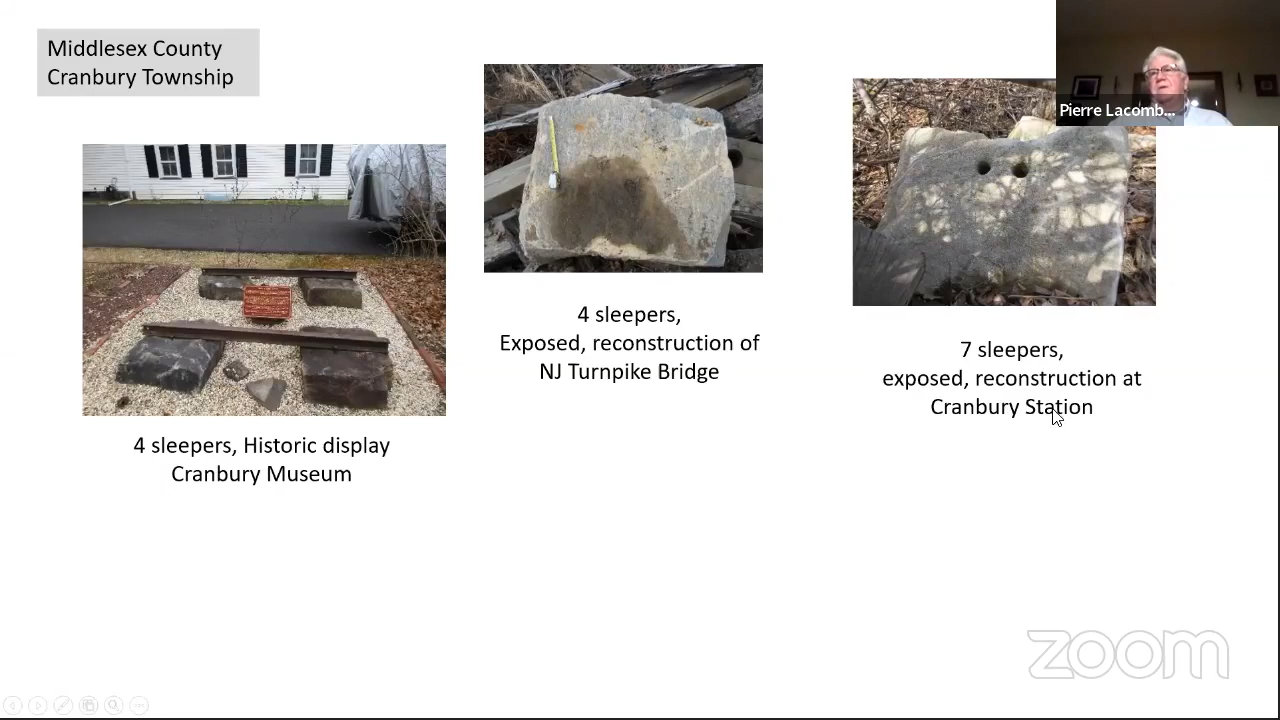 Middlesex County
Cranbury Township
Pierre Lacomb...
4 sleepers, Historic display
Cranbury Museum
4 sleepers,
Exposed, reconstruction of
NJ Turnpike Bridge
7 sleepers,
exposed, reconstruction at
Cranbury Station
zoom